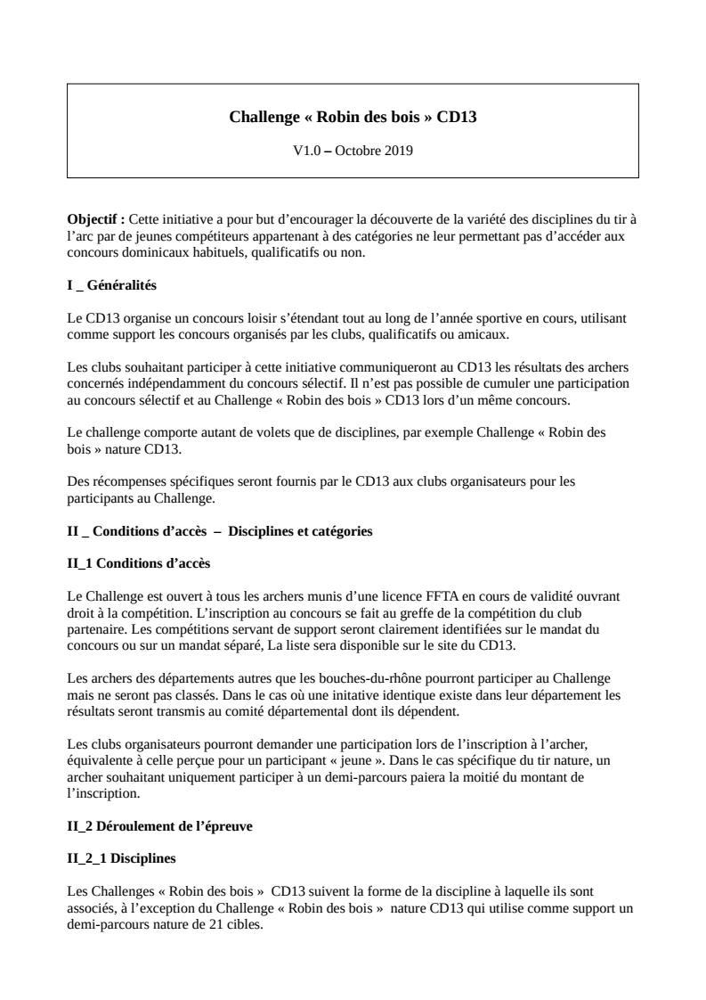 Challenge « Robin des bois » CD13
V1.0 – Octobre 2019
Objectif : Cette initiative a pour but d’encourager la découverte de la variété des disciplines du tir à
l’arc par de jeunes compétiteurs appartenant à des catégories ne leur permettant pas d’accéder aux
concours dominicaux habituels, qualificatifs ou non.
I _ Généralités
Le CD13 organise un concours loisir s’étendant tout au long de l’année sportive en cours, utilisant
comme support les concours organisés par les clubs, qualificatifs ou amicaux.
Les clubs souhaitant participer à cette initiative communiqueront au CD13 les résultats des archers
concernés indépendamment du concours sélectif. Il n’est pas possible de cumuler une participation
au concours sélectif et au Challenge « Robin des bois » CD13 lors d’un même concours.
Le challenge comporte autant de volets que de disciplines, par exemple Challenge « Robin des
bois » nature CD13.
Des récompenses spécifiques seront fournis par le CD13 aux clubs organisateurs pour les
participants au Challenge.
II _ Conditions d’accès – Disciplines et catégories
II_1 Conditions d’accès
Le Challenge est ouvert à tous les archers munis d’une licence FFTA en cours de validité ouvrant
droit à la compétition. L’inscription au concours se fait au greffe de la compétition du club
partenaire. Les compétitions servant de support seront clairement identifiées sur le mandat du
concours ou sur un mandat séparé, La liste sera disponible sur le site du CD13.
Les archers des départements autres que les bouches-du-rhône pourront participer au Challenge
mais ne seront pas classés. Dans le cas où une initative identique existe dans leur département les
résultats seront transmis au comité départemental dont ils dépendent.
Les clubs organisateurs pourront demander une participation lors de l’inscription à l’archer,
équivalente à celle perçue pour un participant « jeune ». Dans le cas spécifique du tir nature, un
archer souhaitant uniquement participer à un demi-parcours paiera la moitié du montant de
l’inscription.
II_2 Déroulement de l’épreuve
II_2_1 Disciplines
Les Challenges « Robin des bois » CD13 suivent la forme de la discipline à laquelle ils sont
associés, à l’exception du Challenge « Robin des bois » nature CD13 qui utilise comme support un
demi-parcours nature de 21 cibles.